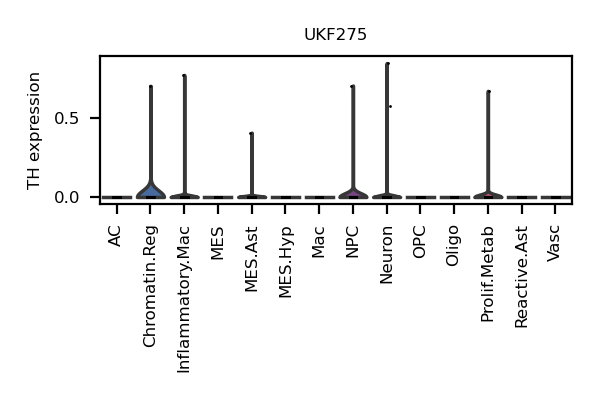 UKF275
TH expression
0.5
0.0
AC
Chromatin.Reg
Inflammatory.Mac
MES
MES.Ast
MES.Hyp
Mac
NPC
Neuron
OPC
Oligo
Prolif.Metab
Reactive.Ast
Vasc